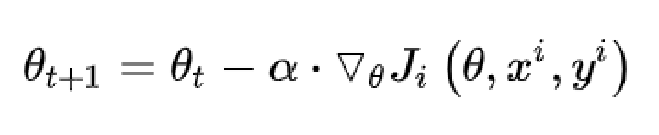 θ_{t+1} = θ_t − α · ▽_θ J_i (θ, x^i, y^i)